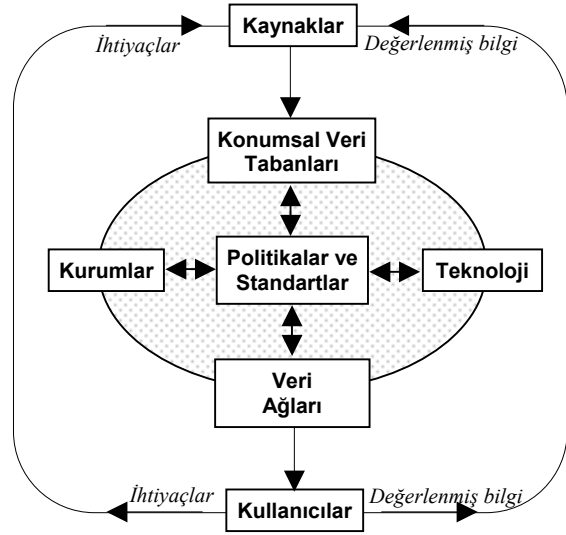 Kaynaklar
İhtiyaçlar
Değerlenmiş bilgi
Konumsal Veri
Tabanları
Kurumlar
Politikalar ve
Standartlar
Teknoloji
Veri
Ağları
İhtiyaçlar
Değerlenmiş bilgi
Kullanıcılar